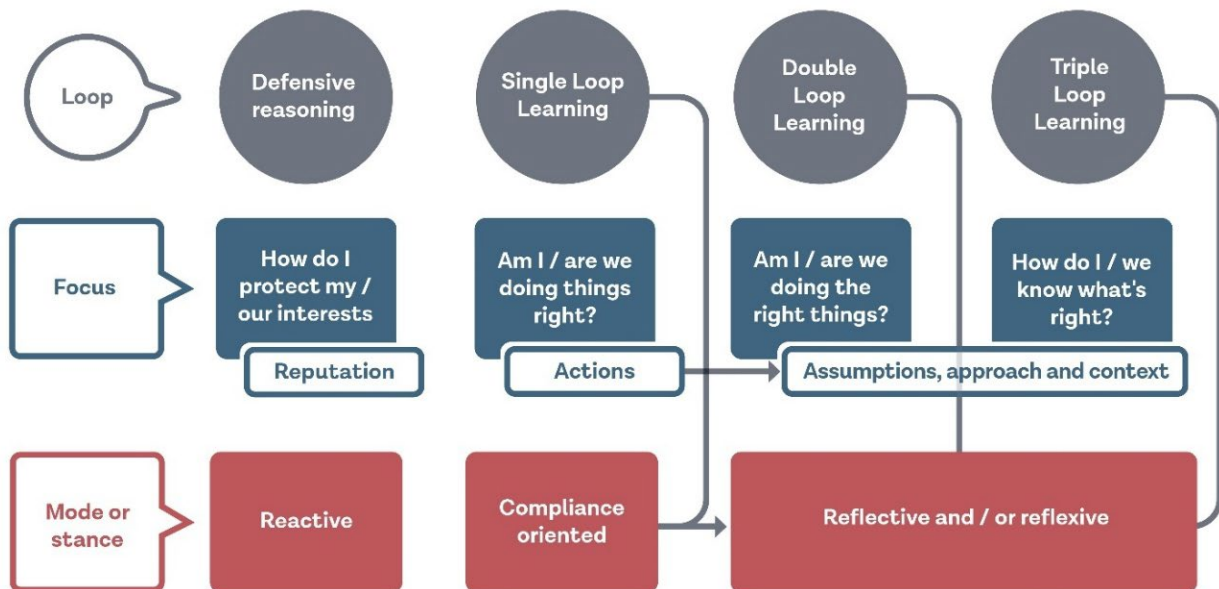 Loop
Defensive
reasoning
Single Loop
Learning
Double
Loop
Learning
Triple
Loop
Learning
Focus
How do I
protect my /
our interests
Reputation
Am I / are we
doing things
right?
Actions
Am I / are we
doing the
right things?
How do I / we
know what's
right?
Assumptions, approach and context
Mode or
stance
Reactive
Compliance
oriented
Reflective and / or reflexive